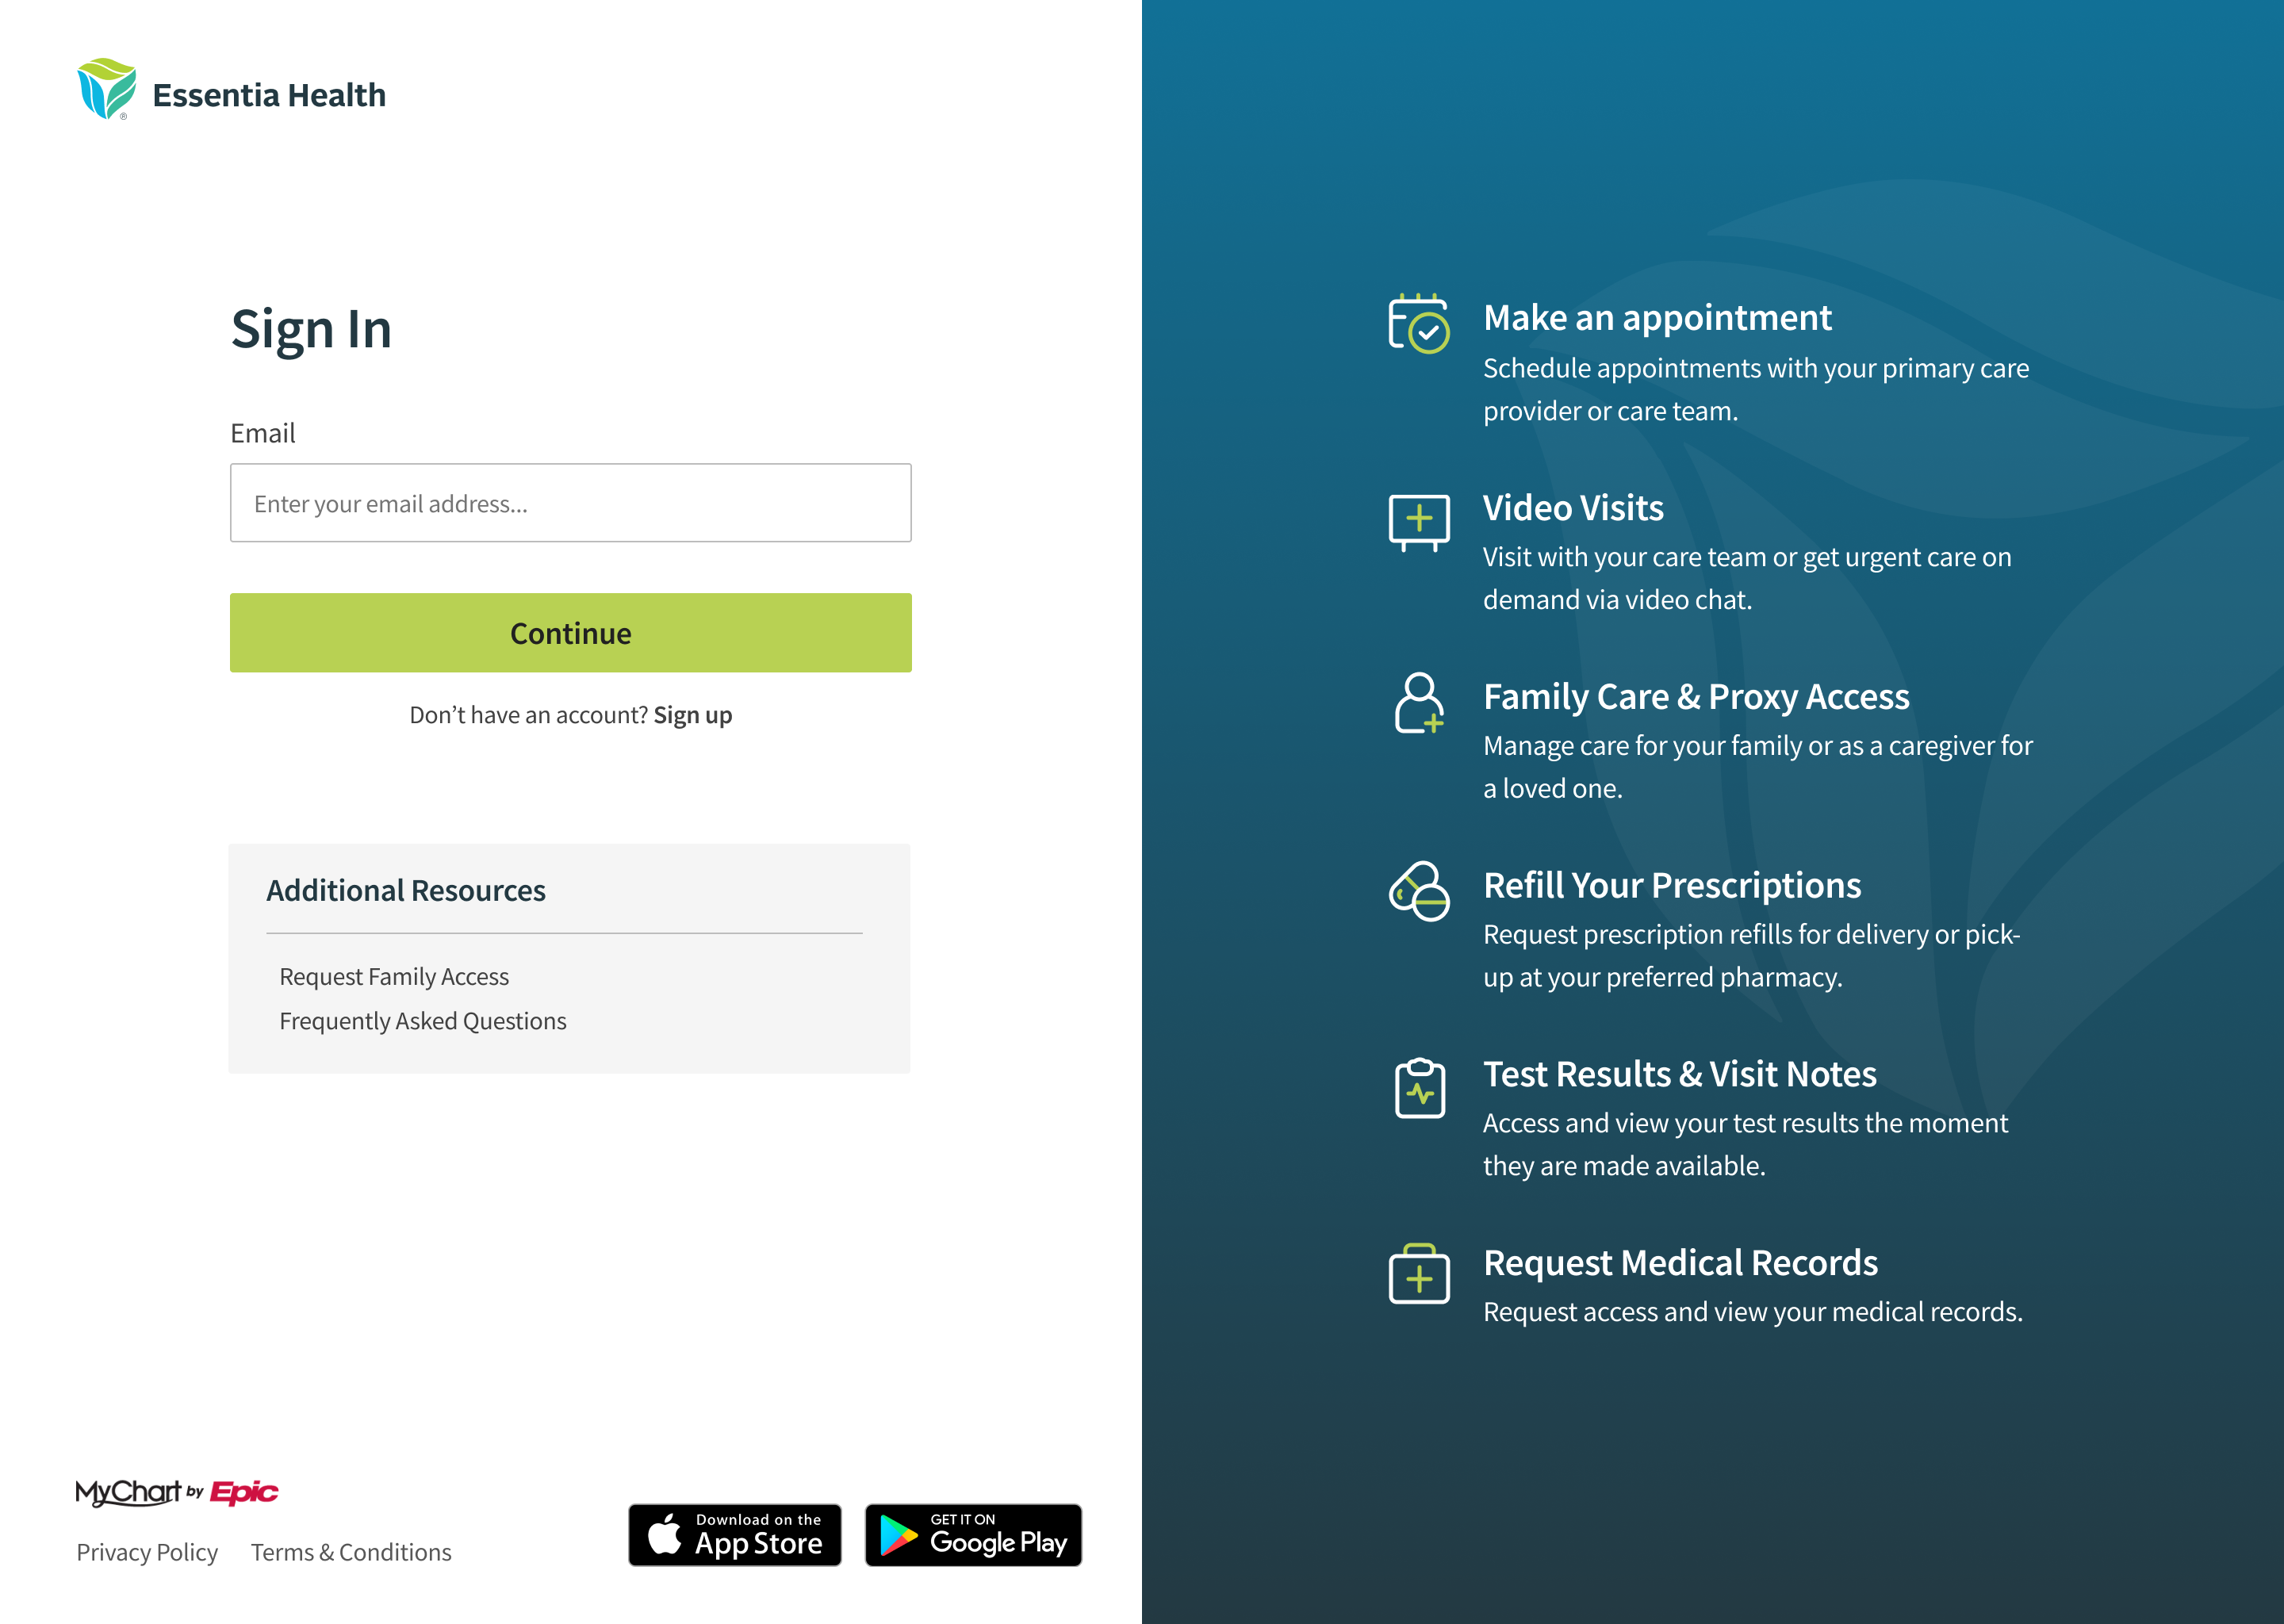 Essentia Health
®
Sign In
Email
Enter your email address...
Continue
Don’t have an account? Sign up
Additional Resources
Request Family Access
Frequently Asked Questions
MyChart by Epic
Privacy Policy Terms & Conditions
Download on the
App Store
GET IT ON
Google Play
Make an appointment
Schedule appointments with your primary care
provider or care team.
Video Visits
Visit with your care team or get urgent care on
demand via video chat.
Family Care & Proxy Access
Manage care for your family or as a caregiver for
a loved one.
Refill Your Prescriptions
Request prescription refills for delivery or pick-
up at your preferred pharmacy.
Test Results & Visit Notes
Access and view your test results the moment
they are made available.
Request Medical Records
Request access and view your medical records.